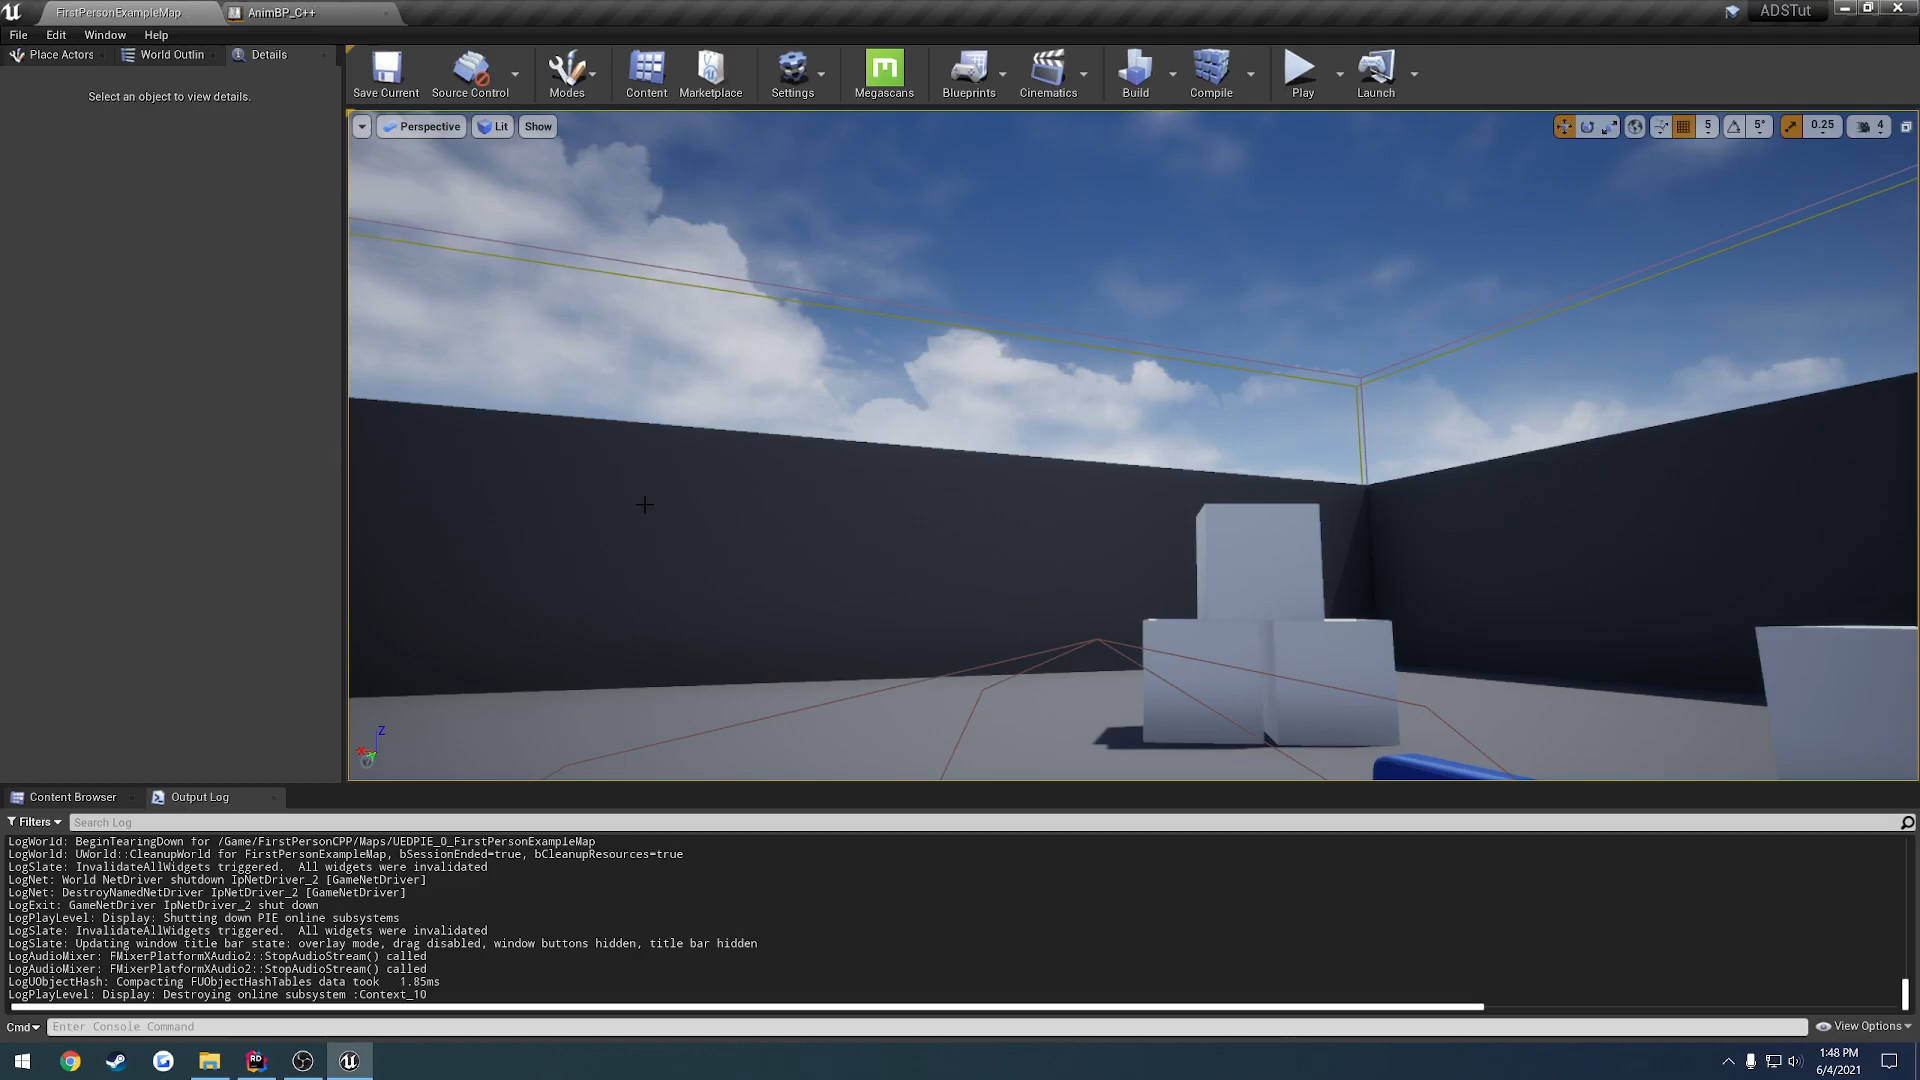 FirstPersonExampleMap
AnimBP_C++
ADSTut
File Edit Window Help
Place Actors World Outlin Details
Select an object to view details.
Save Current Source Control Modes Content Marketplace Settings Megascans Blueprints Cinematics Build Compile Play Launch
Perspective Lit Show
5 5° 0.25 4
Z
Content Browser Output Log
Filters Search Log
LogWorld: BeginTearingDown for /Game/FirstPersonCPP/Maps/UEDPIE_0_FirstPersonExampleMap
LogWorld: UWorld::CleanupWorld for FirstPersonExampleMap, bSessionEnded=true, bCleanupResources=true
LogSlate: InvalidateAllWidgets triggered.  All widgets were invalidated
LogNet: World NetDriver shutdown IpNetDriver_2 [GameNetDriver]
LogNet: DestroyNamedNetDriver IpNetDriver_2 [GameNetDriver]
LogExit: GameNetDriver IpNetDriver_2 shut down
LogPlayLevel: Display: Shutting down PIE online subsystems
LogSlate: InvalidateAllWidgets triggered.  All widgets were invalidated
LogSlate: Updating window title bar state: overlay mode, drag disabled, window buttons hidden, title bar hidden
LogAudioMixer: FMixerPlatformXAudio2::StopAudioStream() called
LogAudioMixer: FMixerPlatformXAudio2::StopAudioStream() called
LogUObjectHash: Compacting FUObjectHashTables data took   1.85ms
LogPlayLevel: Display: Destroying online subsystem :Context_10
Cmd Enter Console Command View Options
RD
1:48 PM
6/4/2021